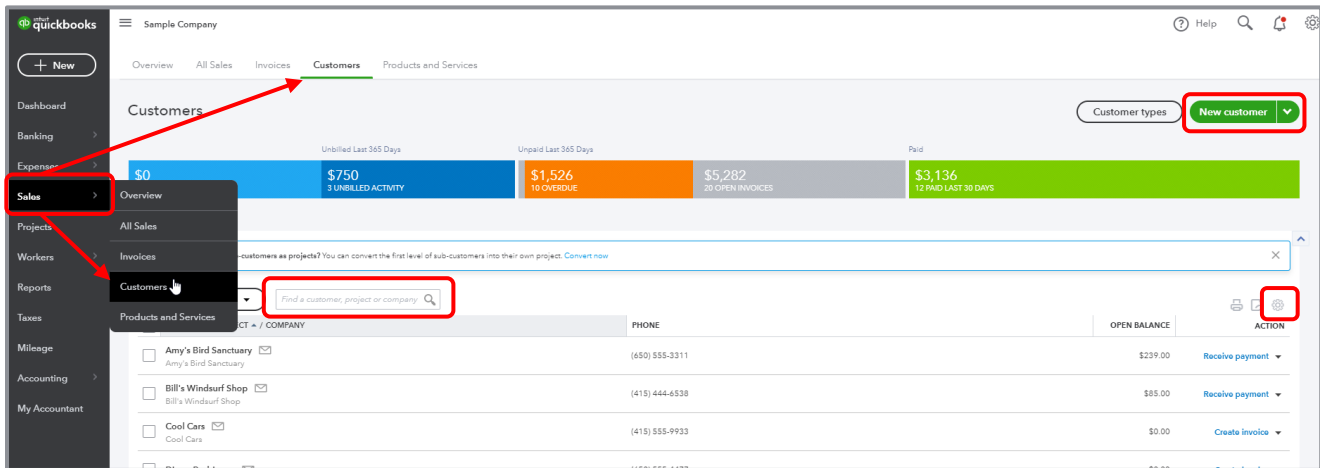 intuit quickbooks
Sample Company
Help
+ New
Overview All Sales Invoices Customers Products and Services
Dashboard
Banking
Expenses
Sales
Projects
Workers
Reports
Taxes
Mileage
Accounting
My Accountant
Overview
All Sales
Invoices
Customers
Products and Services
Customers
Customer types
New customer
Unbilled Last 365 Days Unpaid Last 365 Days Paid
$0 $750 $1,526 $5,282 $3,136
3 UNBILLED ACTIVITY 10 OVERDUE 20 OPEN INVOICES 12 PAID LAST 30 DAYS
-customers as projects? You can convert the first level of sub-customers into their own project. Convert now
Find a customer, project or company
/ COMPANY PHONE OPEN BALANCE ACTION
Amy's Bird Sanctuary (650) 555-3311 $239.00 Receive payment
Amy's Bird Sanctuary
Bill's Windsurf Shop (415) 444-6538 $85.00 Receive payment
Bill's Windsurf Shop
Cool Cars (415) 555-9933 $0.00 Create invoice
Cool Cars